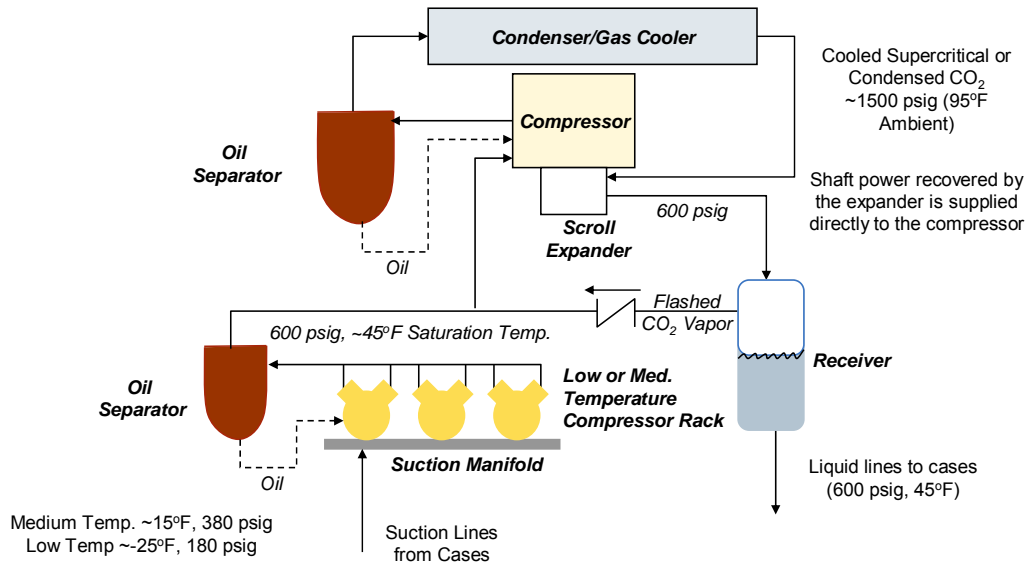 Condenser/Gas Cooler
Cooled Supercritical or
Condensed CO2
~1500 psig (95oF
Ambient)
Compressor
Oil
Separator
Shaft power recovered by
the expander is supplied
directly to the compressor
600 psig
Scroll
Expander
Oil
Flashed
CO2 Vapor
600 psig, ~45oF Saturation Temp.
Receiver
Oil
Separator
Low or Med.
Temperature
Compressor Rack
Suction Manifold
Oil
Liquid lines to cases
(600 psig, 45oF)
Medium Temp. ~15oF, 380 psig
Low Temp ~-25oF, 180 psig
Suction Lines
from Cases